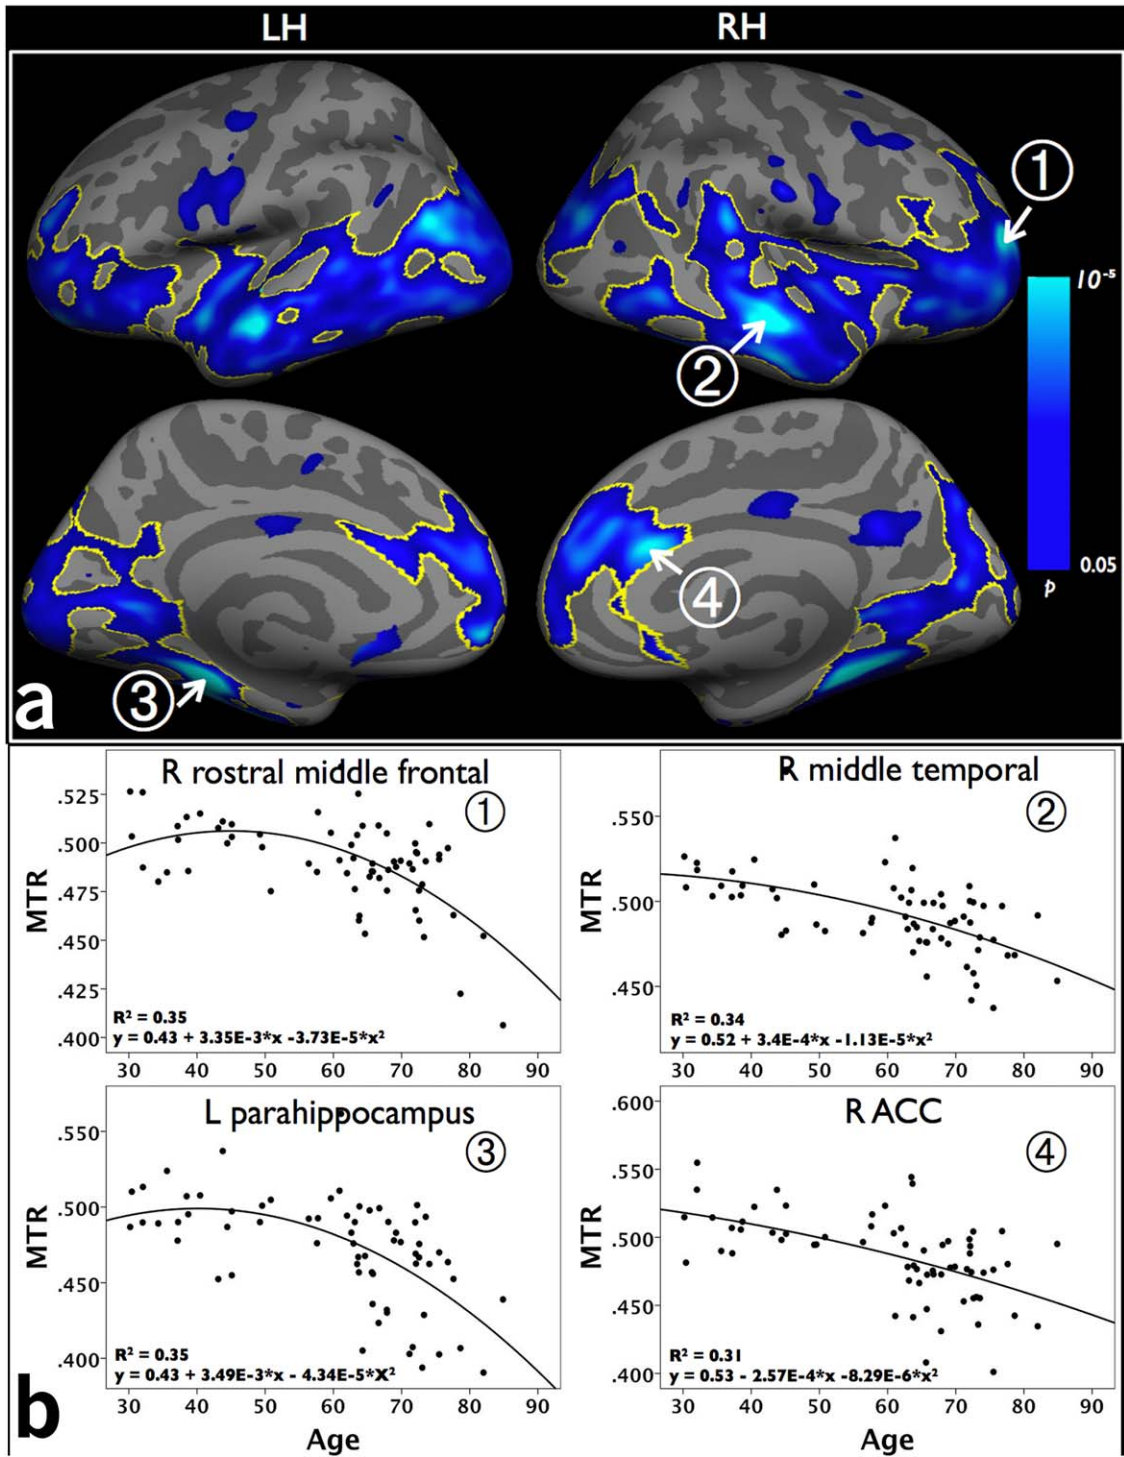 LH RH
①
②
10⁻⁵
0.05
p
④
③
a
R rostral middle frontal
①
.525
.500
.475
.450
.425
.400
MTR
R² = 0.35
y = 0.43 + 3.35E-3*x -3.73E-5*x²
30 40 50 60 70 80 90
R middle temporal
②
.550
.500
.450
MTR
R² = 0.34
y = 0.52 + 3.4E-4*x -1.13E-5*x²
30 40 50 60 70 80 90
L parahippocampus
③
.550
.500
.450
.400
MTR
R² = 0.35
y = 0.43 + 3.49E-3*x - 4.34E-5*X²
30 40 50 60 70 80 90
Age
R ACC
④
.600
.550
.500
.450
.400
MTR
R² = 0.31
y = 0.53 - 2.57E-4*x -8.29E-6*x²
30 40 50 60 70 80 90
Age
b